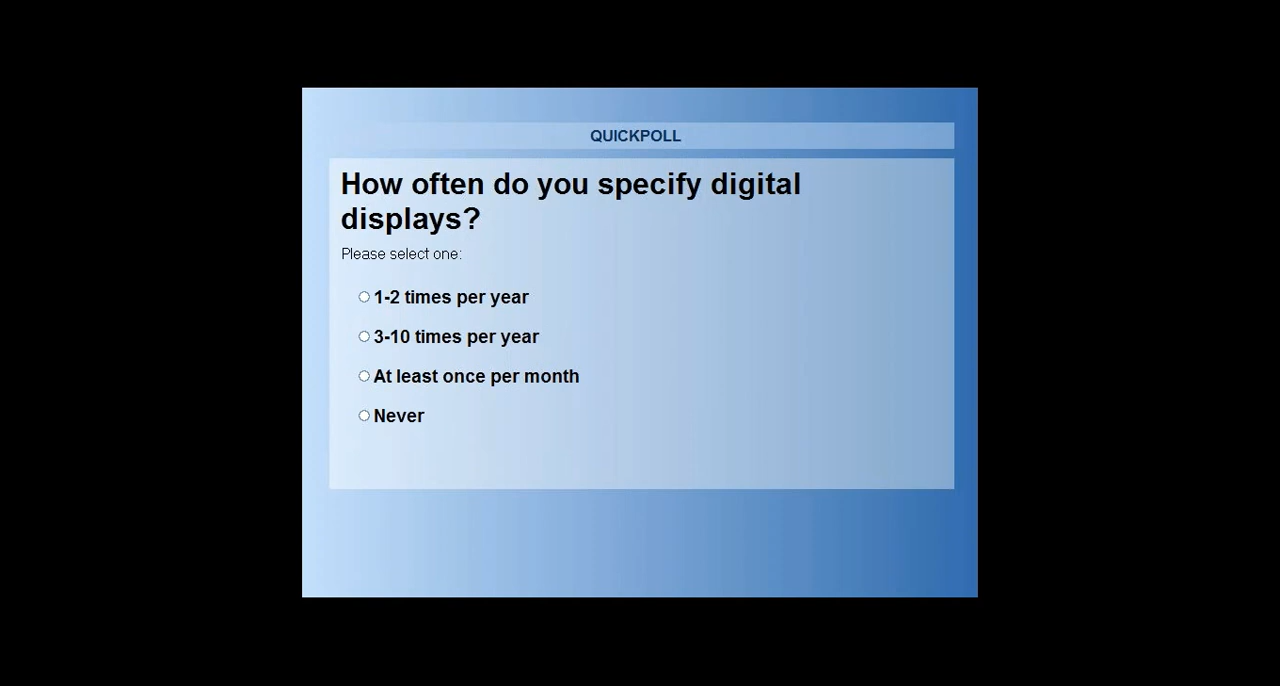 QUICKPOLL
How often do you specify digital
displays?
Please select one:
1-2 times per year
3-10 times per year
At least once per month
Never